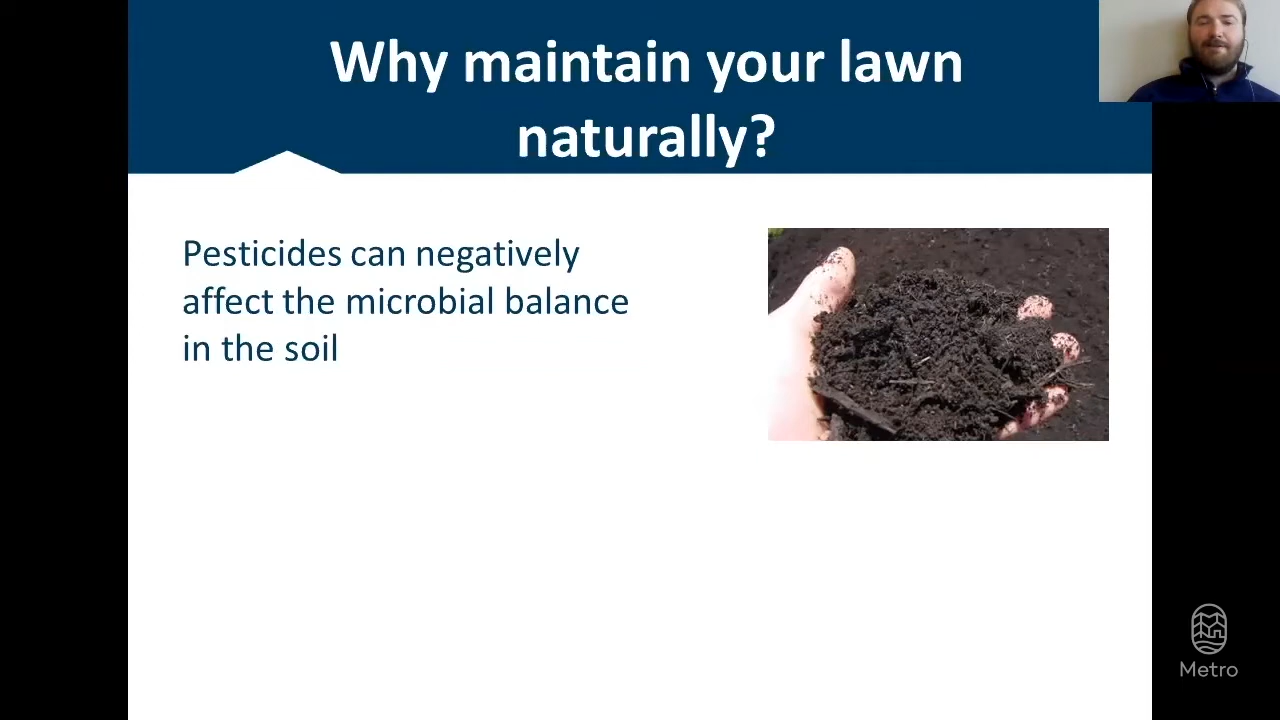 Why maintain your lawn
naturally?
Pesticides can negatively
affect the microbial balance
in the soil
Metro